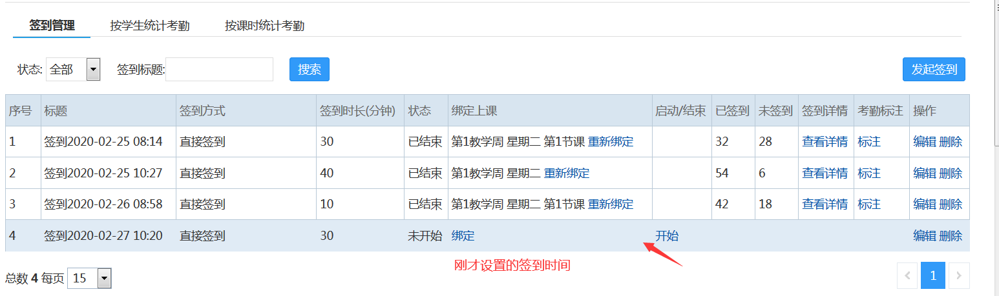 签到管理 按学生统计考勤 按课时统计考勤
状态: 全部 签到标题: 搜索 发起签到
序号 标题 签到方式 签到时长(分钟) 状态 绑定上课 启动/结束 已签到 未签到 签到详情 考勤标注 操作
1 签到2020-02-25 08:14 直接签到 30 已结束 第1教学周 星期二 第1节课 重新绑定 32 28 查看详情 标注 编辑 删除
2 签到2020-02-25 10:27 直接签到 40 已结束 第1教学周 星期二 重新绑定 54 6 查看详情 标注 编辑 删除
3 签到2020-02-26 08:58 直接签到 10 已结束 第1教学周 星期二 第1节课 重新绑定 42 18 查看详情 标注 编辑 删除
4 签到2020-02-27 10:20 直接签到 30 未开始 绑定 开始 编辑 删除
刚才设置的签到时间
总数 4 每页 15 1